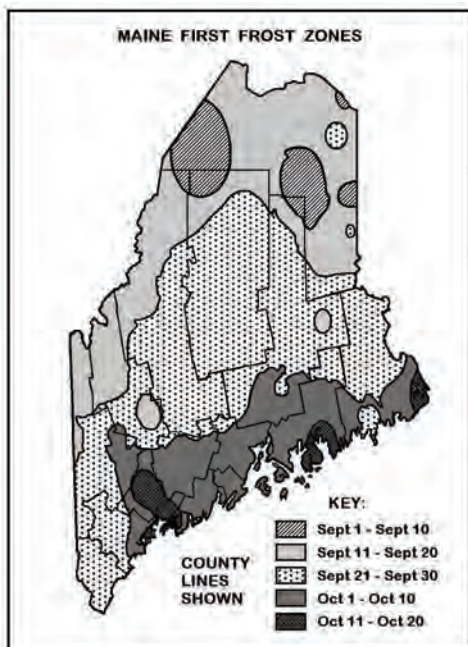 MAINE FIRST FROST ZONES
KEY:
Sept 1 - Sept 10
Sept 11 - Sept 20
Sept 21 - Sept 30
Oct 1 - Oct 10
Oct 11 - Oct 20
COUNTY
LINES
SHOWN